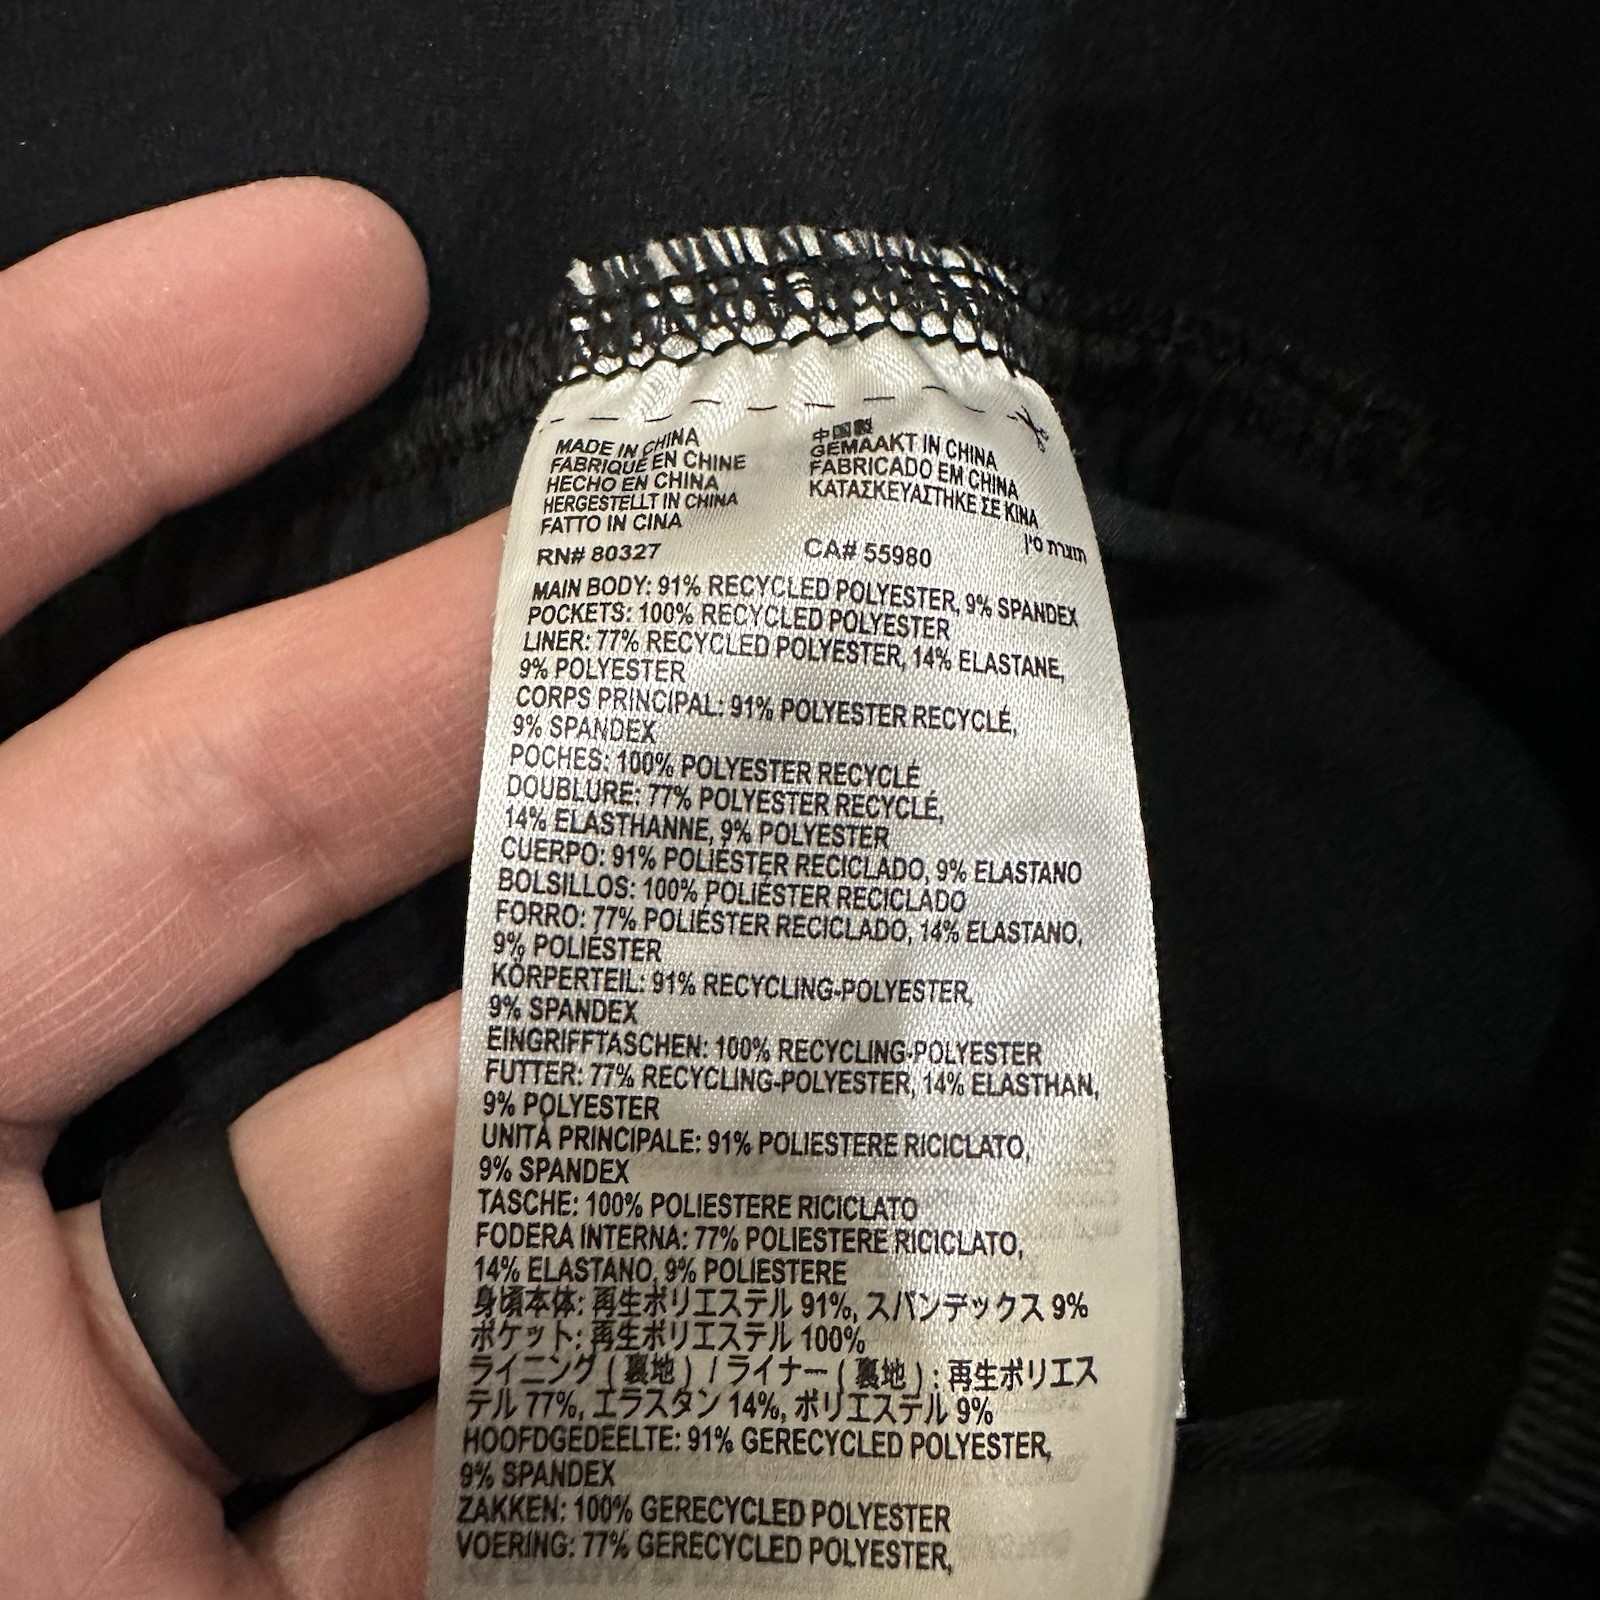 MADE IN CHINA
FABRIQUÉ EN CHINE
HECHO EN CHINA
HERGESTELLT IN CHINA
FATTO IN CINA
中国製
GEMAAKT IN CHINA
FABRICADO EM CHINA
ΚΑΤΑΣΚΕΥΑΣΤΗΚΕ ΣΕ ΚΙΝΑ
תוצרת סין
RN# 80327
CA# 55980
MAIN BODY: 91% RECYCLED POLYESTER, 9% SPANDEX
POCKETS: 100% RECYCLED POLYESTER
LINER: 77% RECYCLED POLYESTER, 14% ELASTANE,
9% POLYESTER
CORPS PRINCIPAL: 91% POLYESTER RECYCLÉ,
9% SPANDEX
POCHES: 100% POLYESTER RECYCLÉ
DOUBLURE: 77% POLYESTER RECYCLÉ,
14% ELASTHANNE, 9% POLYESTER
CUERPO: 91% POLIÉSTER RECICLADO, 9% ELASTANO
BOLSILLOS: 100% POLIÉSTER RECICLADO
FORRO: 77% POLIÉSTER RECICLADO, 14% ELASTANO,
9% POLIÉSTER
KÖRPERTEIL: 91% RECYCLING-POLYESTER,
9% SPANDEX
EINGRIFFTASCHEN: 100% RECYCLING-POLYESTER
FUTTER: 77% RECYCLING-POLYESTER, 14% ELASTHAN,
9% POLYESTER
UNITÀ PRINCIPALE: 91% POLIESTERE RICICLATO,
9% SPANDEX
TASCHE: 100% POLIESTERE RICICLATO
FODERA INTERNA: 77% POLIESTERE RICICLATO,
14% ELASTANO, 9% POLIESTERE
身頃本体: 再生ポリエステル 91%, スパンデックス 9%
ポケット: 再生ポリエステル 100%
ライニング ( 裏地 ) / ライナー ( 裏地 ) : 再生ポリエス
テル 77%, エラスタン 14%, ポリエステル 9%
HOOFDGEDEELTE: 91% GERECYCLED POLYESTER,
9% SPANDEX
ZAKKEN: 100% GERECYCLED POLYESTER
VOERING: 77% GERECYCLED POLYESTER,